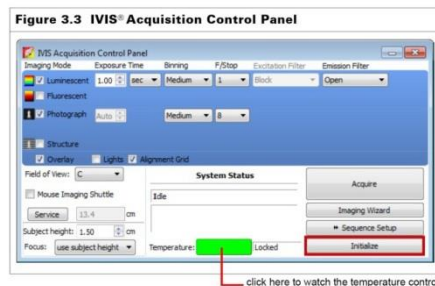 Figure 3.3 IVIS® Acquisition Control Panel
IVIS Acquisition Control Panel
Imaging Mode Exposure Time Binning F/Stop Excitation Filter Emission Filter
Luminescent 1.00 sec Medium 1 Block Open
Fluorescent
Photograph Auto Medium 8
Structure
Overlay Lights Alignment Grid
Field of View: C System Status
Acquire
Mouse Imaging Shuttle Idle
Imaging Wizard
Service 13.4 cm
Sequence Setup
Subject height: 1.50 cm
Focus: use subject height Temperature: Locked Initialize
click here to watch the temperature contro